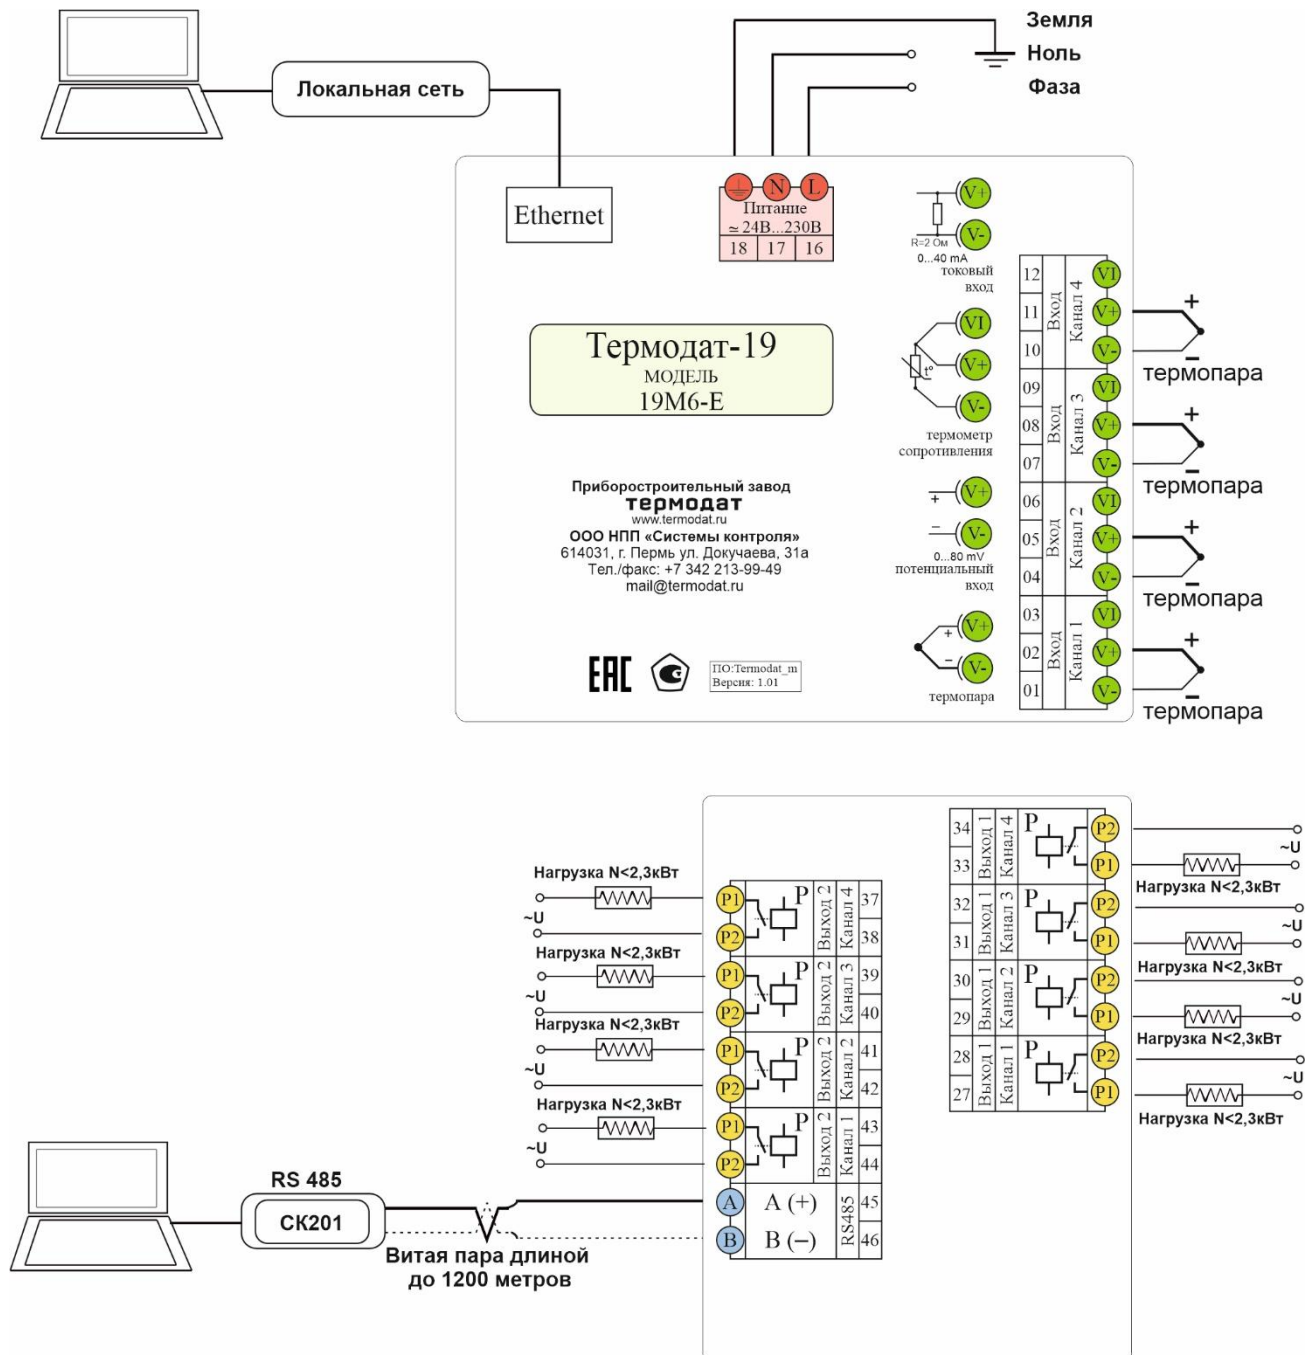 Земля
Ноль
Фаза
Локальная сеть
Ethernet
N L
Питание
≃ 24В...230В
18 17 16
V+
V-
R=2 Ом
0...40 mA
токовый
вход
VI
V+
V-
термометр
сопротивления
+ V+
− V-
0...80 mV
потенциальный
вход
+ V+
− V-
термопара
Термодат-19
МОДЕЛЬ
19М6-Е
Приборостроительный завод
термодат
www.termodat.ru
ООО НПП «Системы контроля»
614031, г. Пермь ул. Докучаева, 31а
Тел./факс: +7 342 213-99-49
mail@termodat.ru
EAC
ПО:Termodat_m
Версия: 1.01
12 VI
11 V+
10 V-
Вход
Канал 4
+
−
термопара
09 VI
08 V+
07 V-
Вход
Канал 3
+
−
термопара
06 VI
05 V+
04 V-
Вход
Канал 2
+
−
термопара
03 VI
02 V+
01 V-
Вход
Канал 1
+
−
термопара
34 Выход 1 Канал 4 P P2
33 P1
~U
Нагрузка N<2,3кВт
32 Выход 1 Канал 3 P P2
31 P1
~U
Нагрузка N<2,3кВт
30 Выход 1 Канал 2 P P2
29 P1
~U
Нагрузка N<2,3кВт
28 Выход 1 Канал 1 P P2
27 P1
~U
Нагрузка N<2,3кВт
Нагрузка N<2,3кВт
~U
P1 P Выход 2 Канал 4 37
P2 38
Нагрузка N<2,3кВт
~U
P1 P Выход 2 Канал 3 39
P2 40
Нагрузка N<2,3кВт
~U
P1 P Выход 2 Канал 2 41
P2 42
Нагрузка N<2,3кВт
~U
P1 P Выход 2 Канал 1 43
P2 44
A A (+) RS485 45
B B (−) 46
RS 485
СК201
Витая пара длиной
до 1200 метров